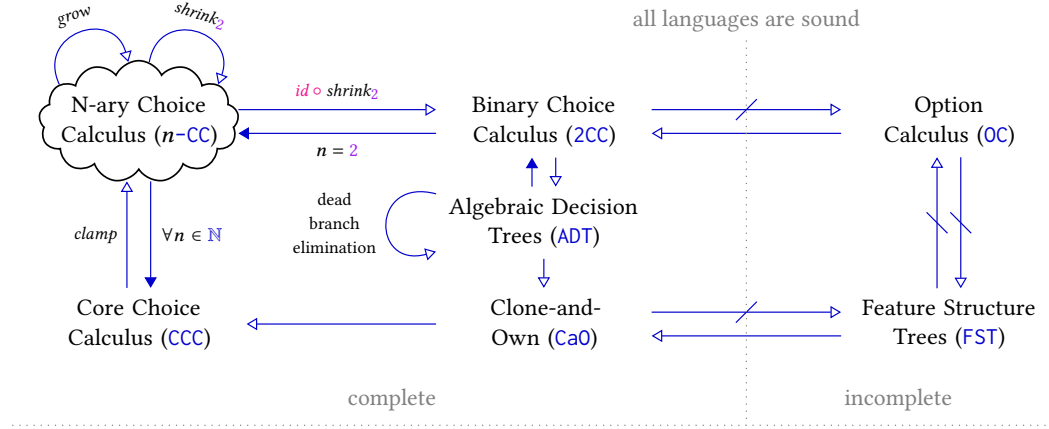 all languages are sound
grow
shrink₂
N-ary Choice
Calculus (n-CC)
id ∘ shrink₂
n = 2
Binary Choice
Calculus (2CC)
Option
Calculus (OC)
clamp
∀n ∈ ℕ
dead
branch
elimination
Algebraic Decision
Trees (ADT)
Core Choice
Calculus (CCC)
Clone-and-
Own (CaO)
Feature Structure
Trees (FST)
complete
incomplete